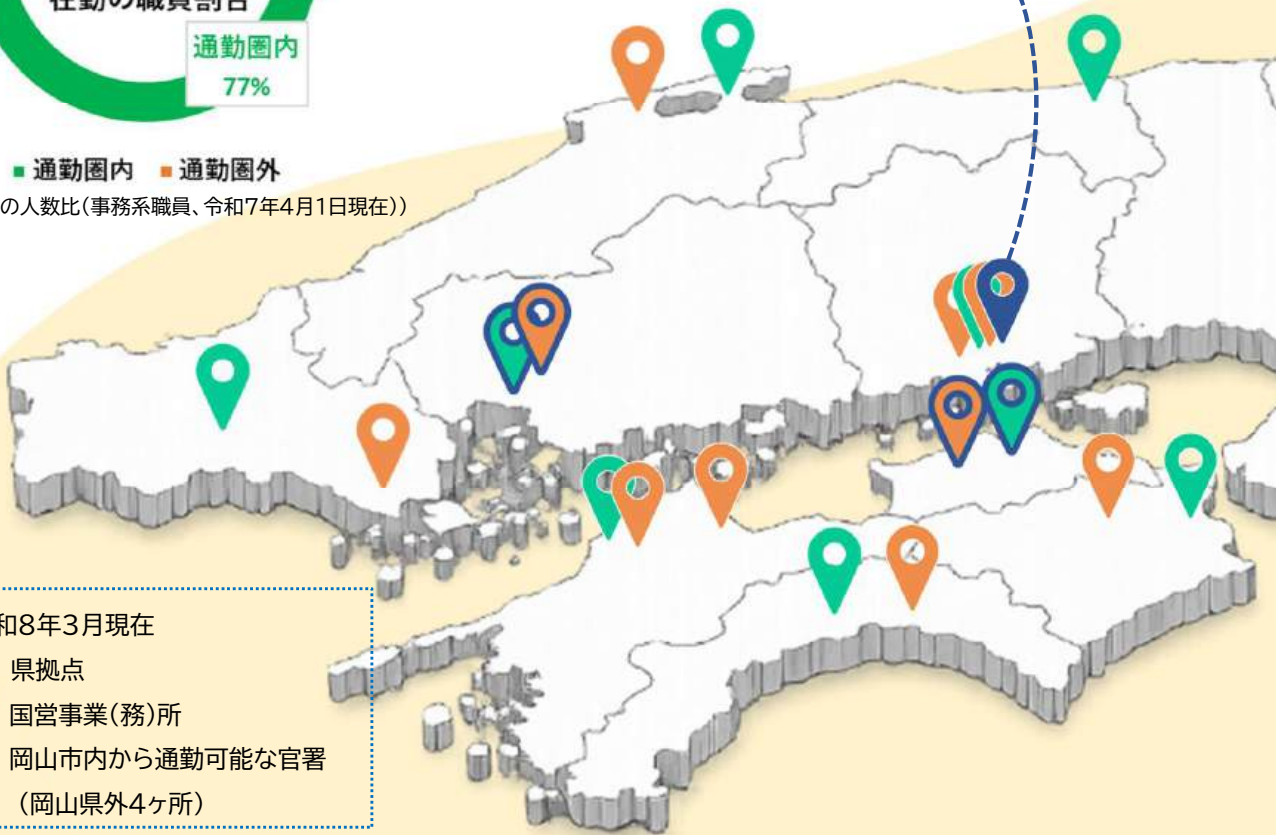 在勤の職員割合
通勤圏内
77%
■通勤圏内 ■通勤圏外
の人数比(事務系職員、令和7年4月1日現在))
和8年3月現在
県拠点
国営事業(務)所
岡山市内から通勤可能な官署
(岡山県外4ヶ所)